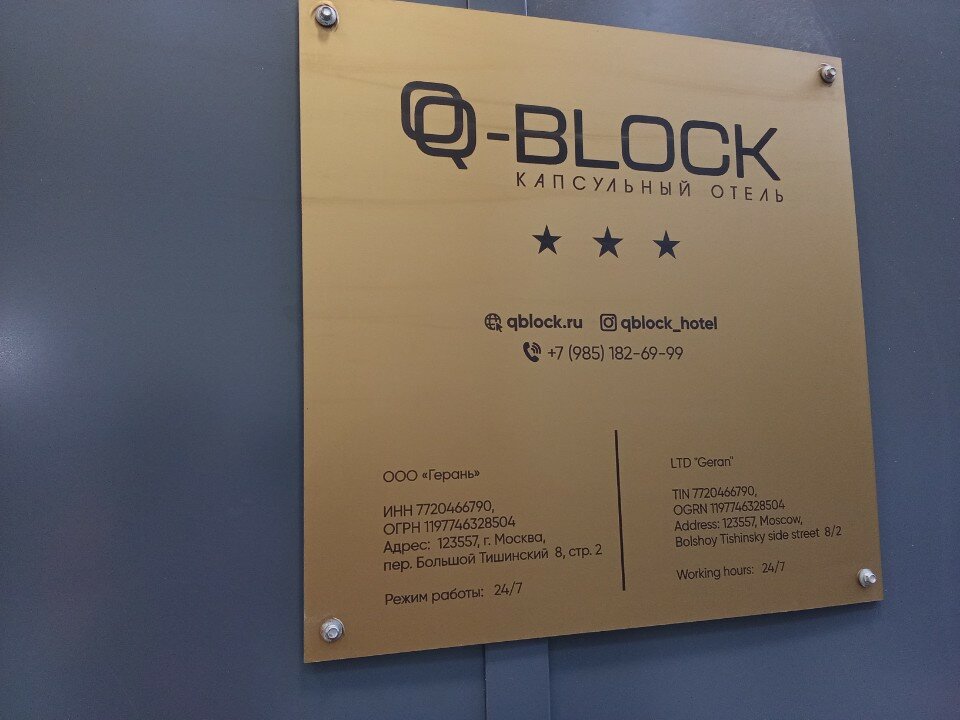 Q-BLOCK
КАПСУЛЬНЫЙ ОТЕЛЬ
qblock.ru qblock_hotel
+7 (985) 182-69-99
ООО «Герань»
ИНН 7720466790,
ОГРН 1197746328504
Адрес: 123557, г. Москва,
пер. Большой Тишинский 8, стр. 2
Режим работы: 24/7
LTD "Geran"
TIN 7720466790,
OGRN 1197746328504
Address: 123557, Moscow,
Bolshoy Tishinsky side street 8/2
Working hours: 24/7